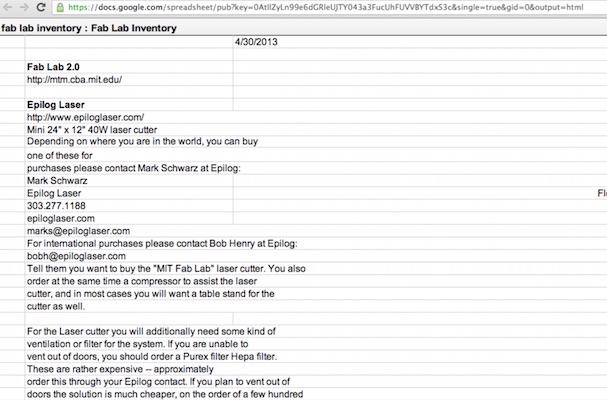 https://docs.google.com/spreadsheet/pub?key=0AtIlZyLn99e6dGRleUJTY043a3FucUhFUVVBYTdxS3c&single=true&gid=0&output=html
fab lab inventory : Fab Lab Inventory
4/30/2013
Fab Lab 2.0
http://mtm.cba.mit.edu/
Epilog Laser
http://www.epiloglaser.com/
Mini 24" x 12" 40W laser cutter
Depending on where you are in the world, you can buy
one of these for
purchases please contact Mark Schwarz at Epilog:
Mark Schwarz
Epilog Laser
303.277.1188
epiloglaser.com
marks@epiloglaser.com
For international purchases please contact Bob Henry at Epilog:
bobh@epiloglaser.com
Tell them you want to buy the "MIT Fab Lab" laser cutter. You also
order at the same time a compressor to assist the laser
cutter, and in most cases you will want a table stand for the
cutter as well.
For the Laser cutter you will additionally need some kind of
ventilation or filter for the system. If you are unable to
vent out of doors, you should order a Purex filter Hepa filter.
These are rather expensive -- approximately
order this through your Epilog contact. If you plan to vent out of
doors the solution is much cheaper, on the order of a few hundred